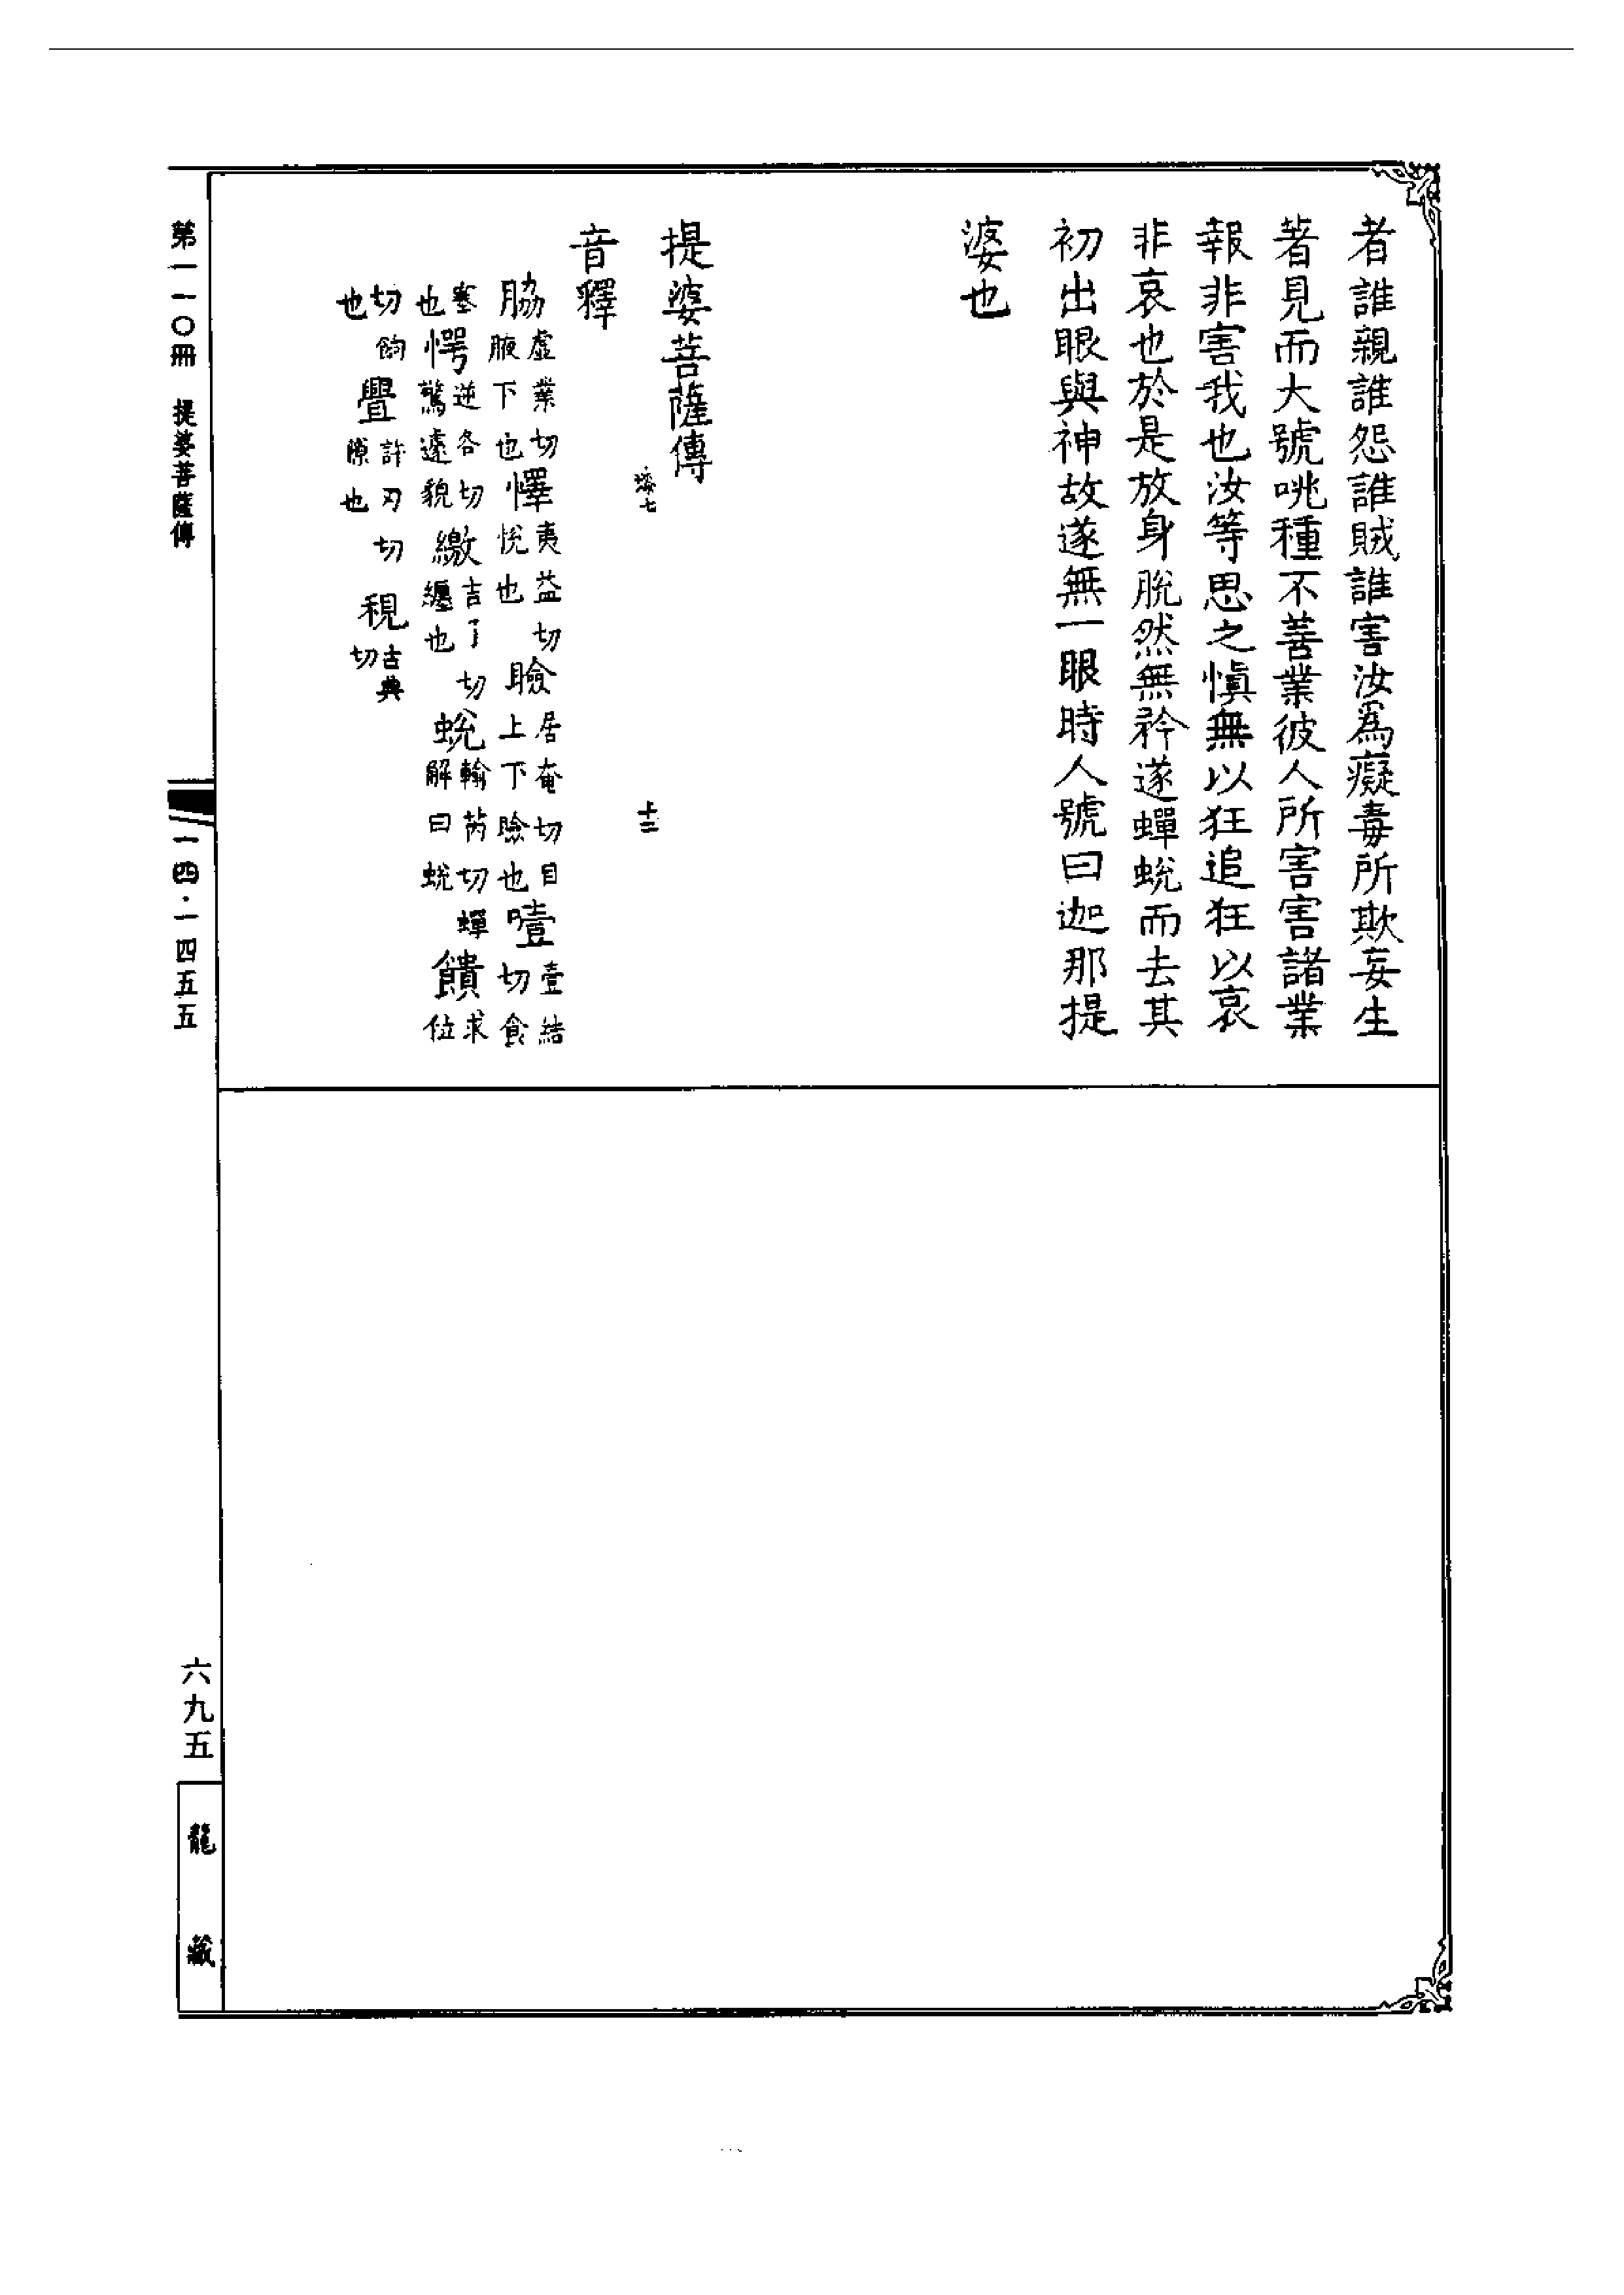 者誰親誰怨誰賊誰害汝為癡毒所欺妄生
著見而大號咷種不善業彼人所害害諸業
報非害我也汝等思之慎無以狂追狂以哀
非哀也於是放身脫然無矜遂蟬蛻而去其
初出眼與神故遂無一眼時人號曰迦那提
婆也
提婆菩薩傳
十二
音釋
脇虛業切腋下也懌夷益切悅也瞼居奄切目上下瞼也噎壹結切食
塞也愕逆各切驚遽貌繳吉了切纏也蛻輸芮切蟬解曰蛻饋求位
切餉也釁許刃切隙也梘古典切
第一一〇冊 提婆菩薩傳
一四·一四五五
六九五
龍藏